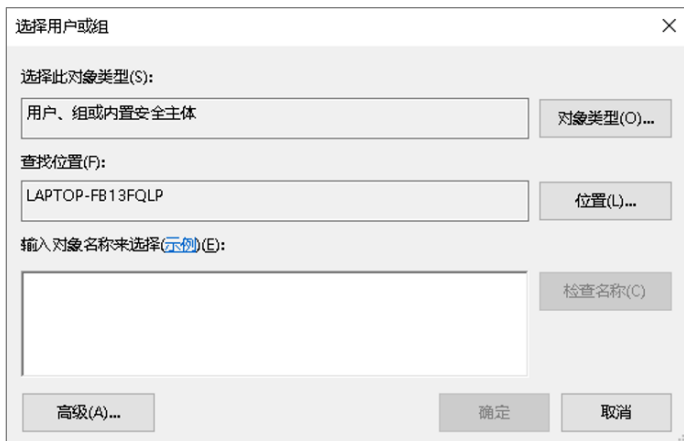 选择用户或组
选择此对象类型(S):
用户、组或内置安全主体
对象类型(O)...
查找位置(F):
LAPTOP-FB13FQLP
位置(L)...
输入对象名称来选择(示例)(E):
检查名称(C)
高级(A)...
确定
取消